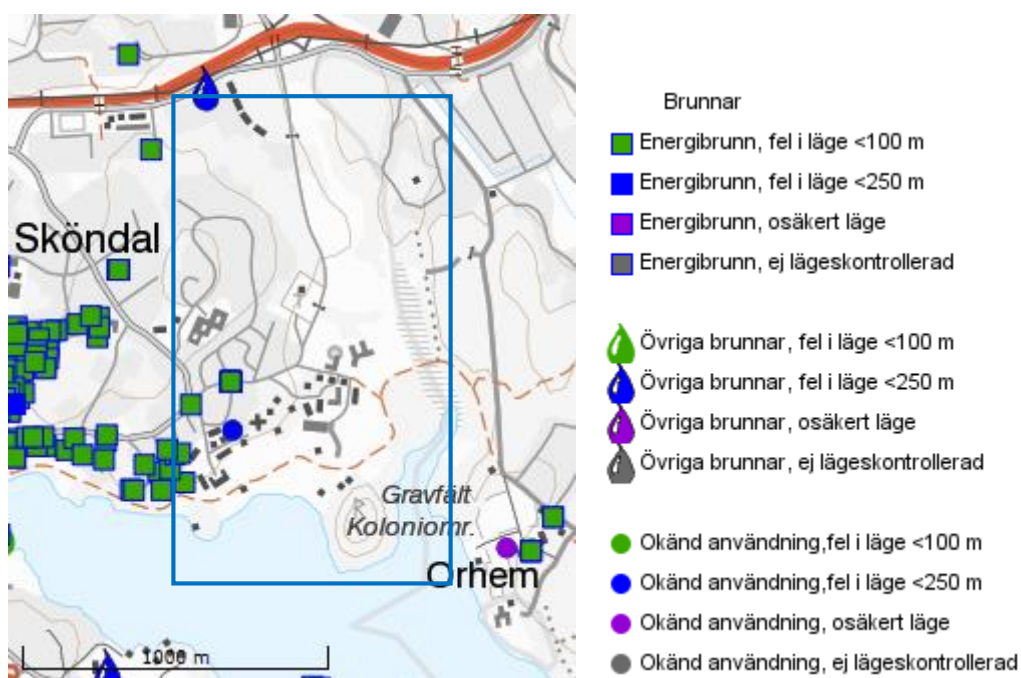 Sköndal
Gravfält
Koloniomr.
Orhem
1000 m
Brunnar
Energibrunn, fel i läge <100 m
Energibrunn, fel i läge <250 m
Energibrunn, osäkert läge
Energibrunn, ej lägeskontrollerad
Övriga brunnar, fel i läge <100 m
Övriga brunnar, fel i läge <250 m
Övriga brunnar, osäkert läge
Övriga brunnar, ej lägeskontrollerad
Okänd användning,fel i läge <100 m
Okänd användning,fel i läge <250 m
Okänd användning, osäkert läge
Okänd användning, ej lägeskontrollerad